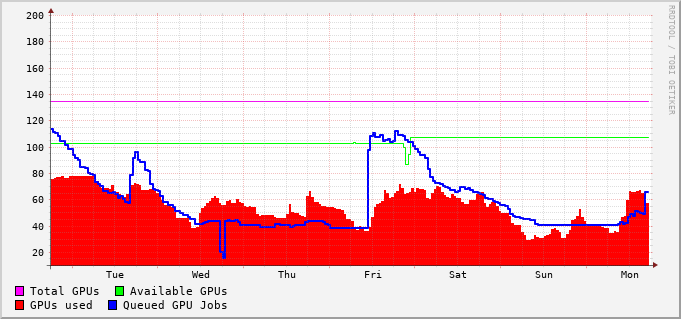 200
180
160
140
120
100
80
60
40
20
Tue Wed Thu Fri Sat Sun Mon
Total GPUs Available GPUs
GPUs used Queued GPU Jobs
RRDTOOL / TOBI OETIKER